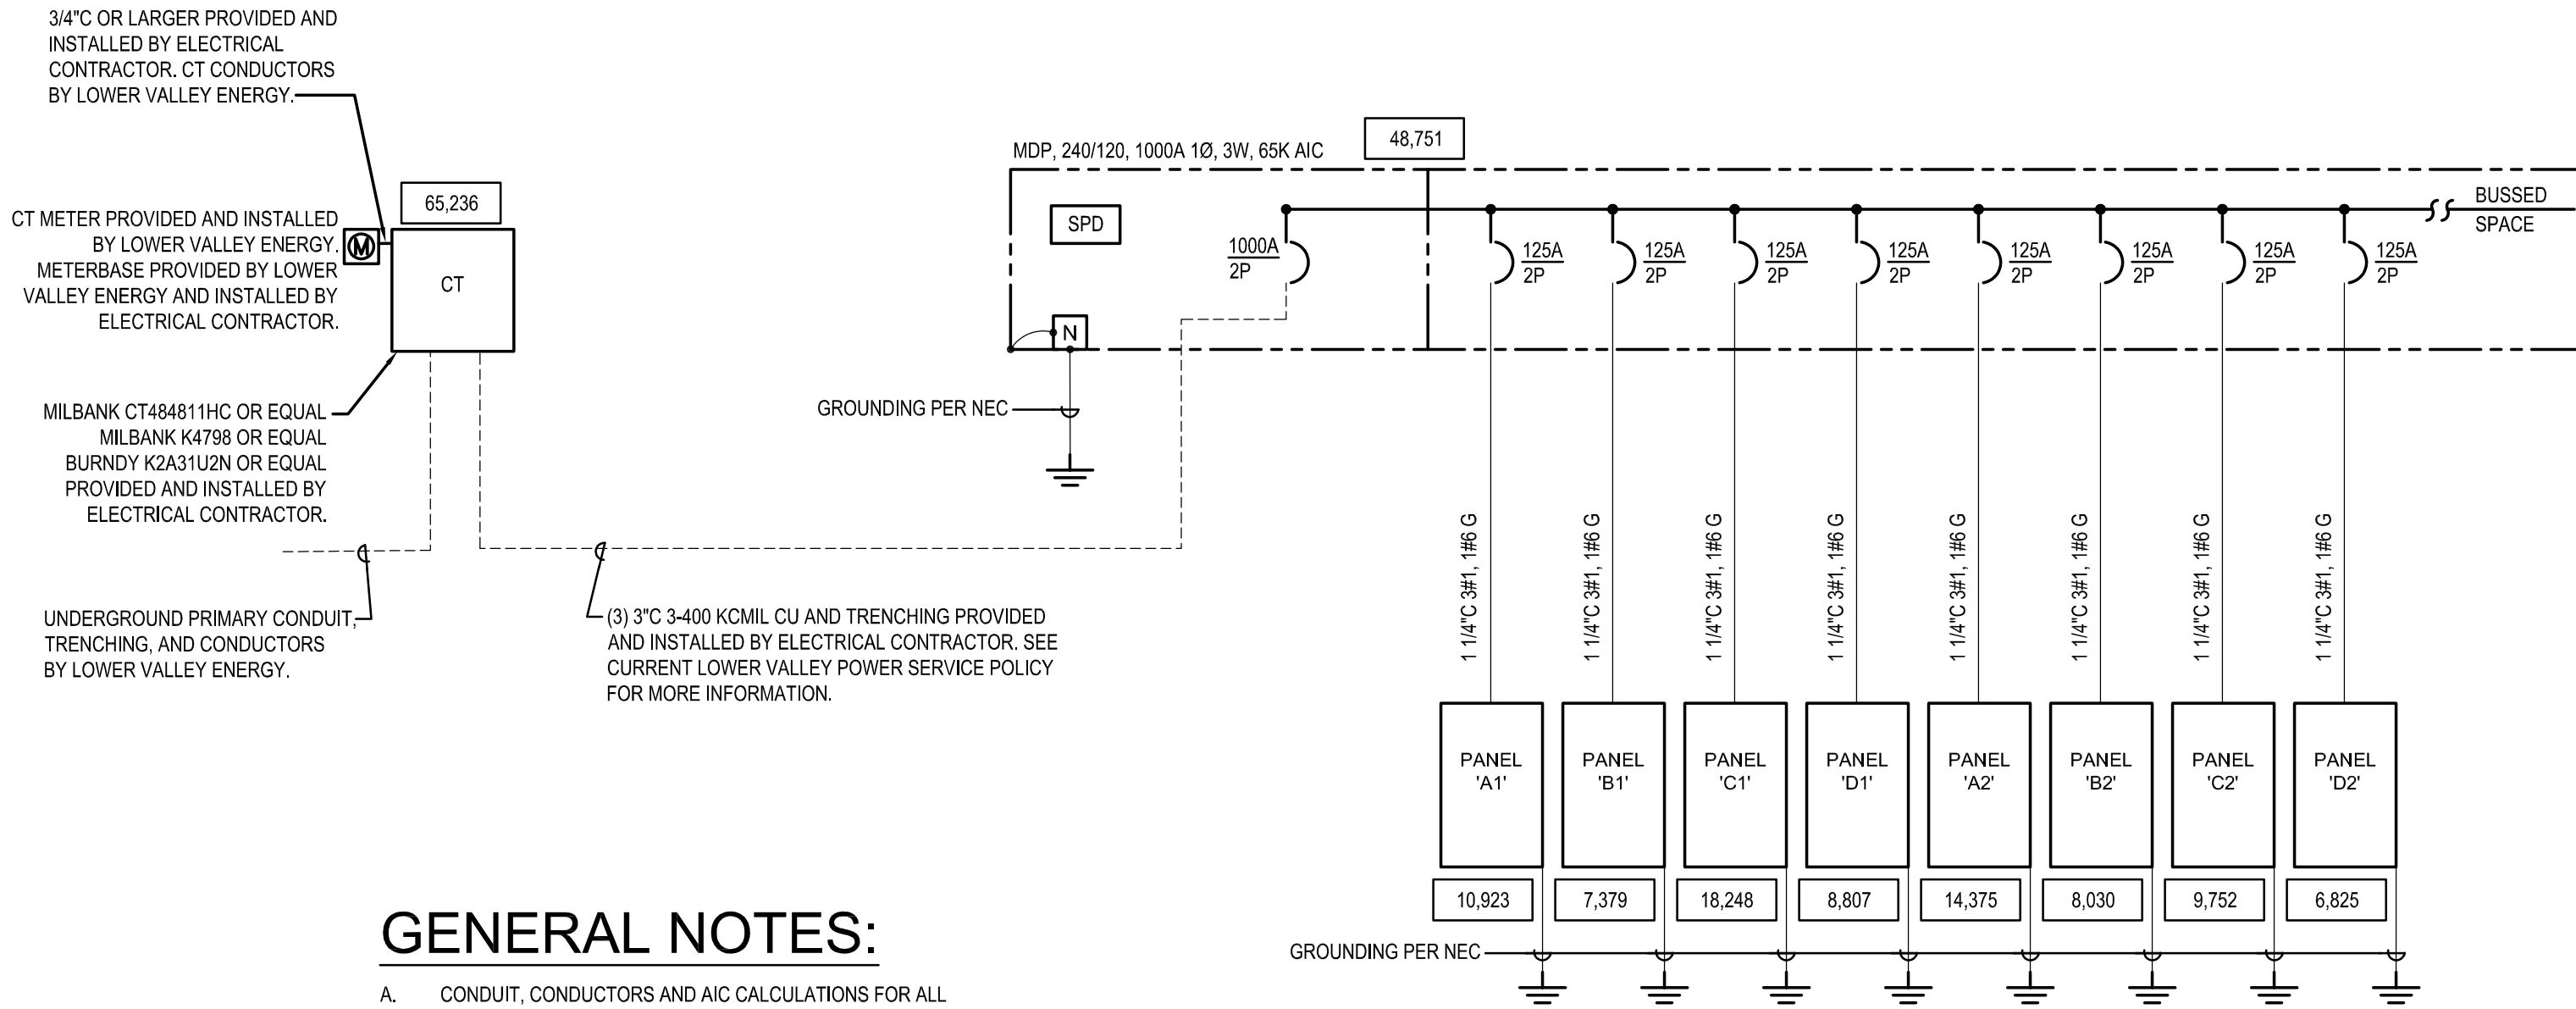 3/4"C OR LARGER PROVIDED AND
INSTALLED BY ELECTRICAL
CONTRACTOR. CT CONDUCTORS
BY LOWER VALLEY ENERGY.
65,236
CT METER PROVIDED AND INSTALLED
BY LOWER VALLEY ENERGY.
METERBASE PROVIDED BY LOWER
VALLEY ENERGY AND INSTALLED BY
ELECTRICAL CONTRACTOR.
M
CT
MILBANK CT484811HC OR EQUAL
MILBANK K4798 OR EQUAL
BURNDY K2A31U2N OR EQUAL
PROVIDED AND INSTALLED BY
ELECTRICAL CONTRACTOR.
UNDERGROUND PRIMARY CONDUIT,
TRENCHING, AND CONDUCTORS
BY LOWER VALLEY ENERGY.
(3) 3"C 3-400 KCMIL CU AND TRENCHING PROVIDED
AND INSTALLED BY ELECTRICAL CONTRACTOR. SEE
CURRENT LOWER VALLEY POWER SERVICE POLICY
FOR MORE INFORMATION.
MDP, 240/120, 1000A 1Ø, 3W, 65K AIC
48,751
SPD
N
GROUNDING PER NEC
1000A
2P
125A
2P
125A
2P
125A
2P
125A
2P
125A
2P
125A
2P
125A
2P
125A
2P
BUSSED
SPACE
1 1/4"C 3#1, 1#6 G
1 1/4"C 3#1, 1#6 G
1 1/4"C 3#1, 1#6 G
1 1/4"C 3#1, 1#6 G
1 1/4"C 3#1, 1#6 G
1 1/4"C 3#1, 1#6 G
1 1/4"C 3#1, 1#6 G
1 1/4"C 3#1, 1#6 G
PANEL
'A1'
PANEL
'B1'
PANEL
'C1'
PANEL
'D1'
PANEL
'A2'
PANEL
'B2'
PANEL
'C2'
PANEL
'D2'
10,923
7,379
18,248
8,807
14,375
8,030
9,752
6,825
GROUNDING PER NEC
GENERAL NOTES:
A. CONDUIT, CONDUCTORS AND AIC CALCULATIONS FOR ALL